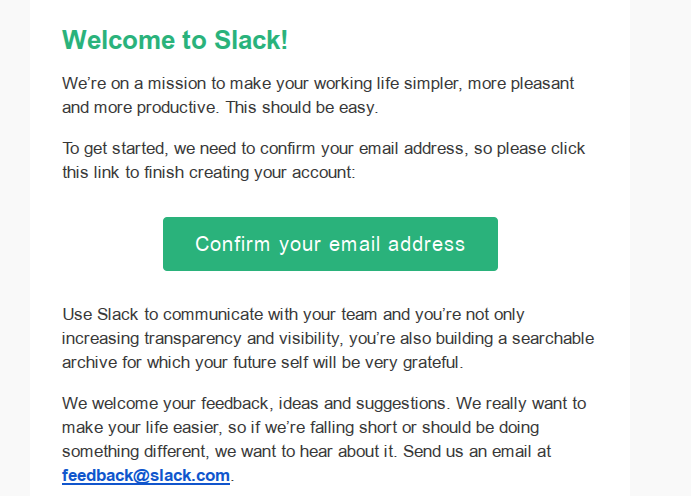 Welcome to Slack!
We’re on a mission to make your working life simpler, more pleasant
and more productive. This should be easy.
To get started, we need to confirm your email address, so please click
this link to finish creating your account:
Confirm your email address
Use Slack to communicate with your team and you’re not only
increasing transparency and visibility, you’re also building a searchable
archive for which your future self will be very grateful.
We welcome your feedback, ideas and suggestions. We really want to
make your life easier, so if we’re falling short or should be doing
something different, we want to hear about it. Send us an email at
feedback@slack.com.